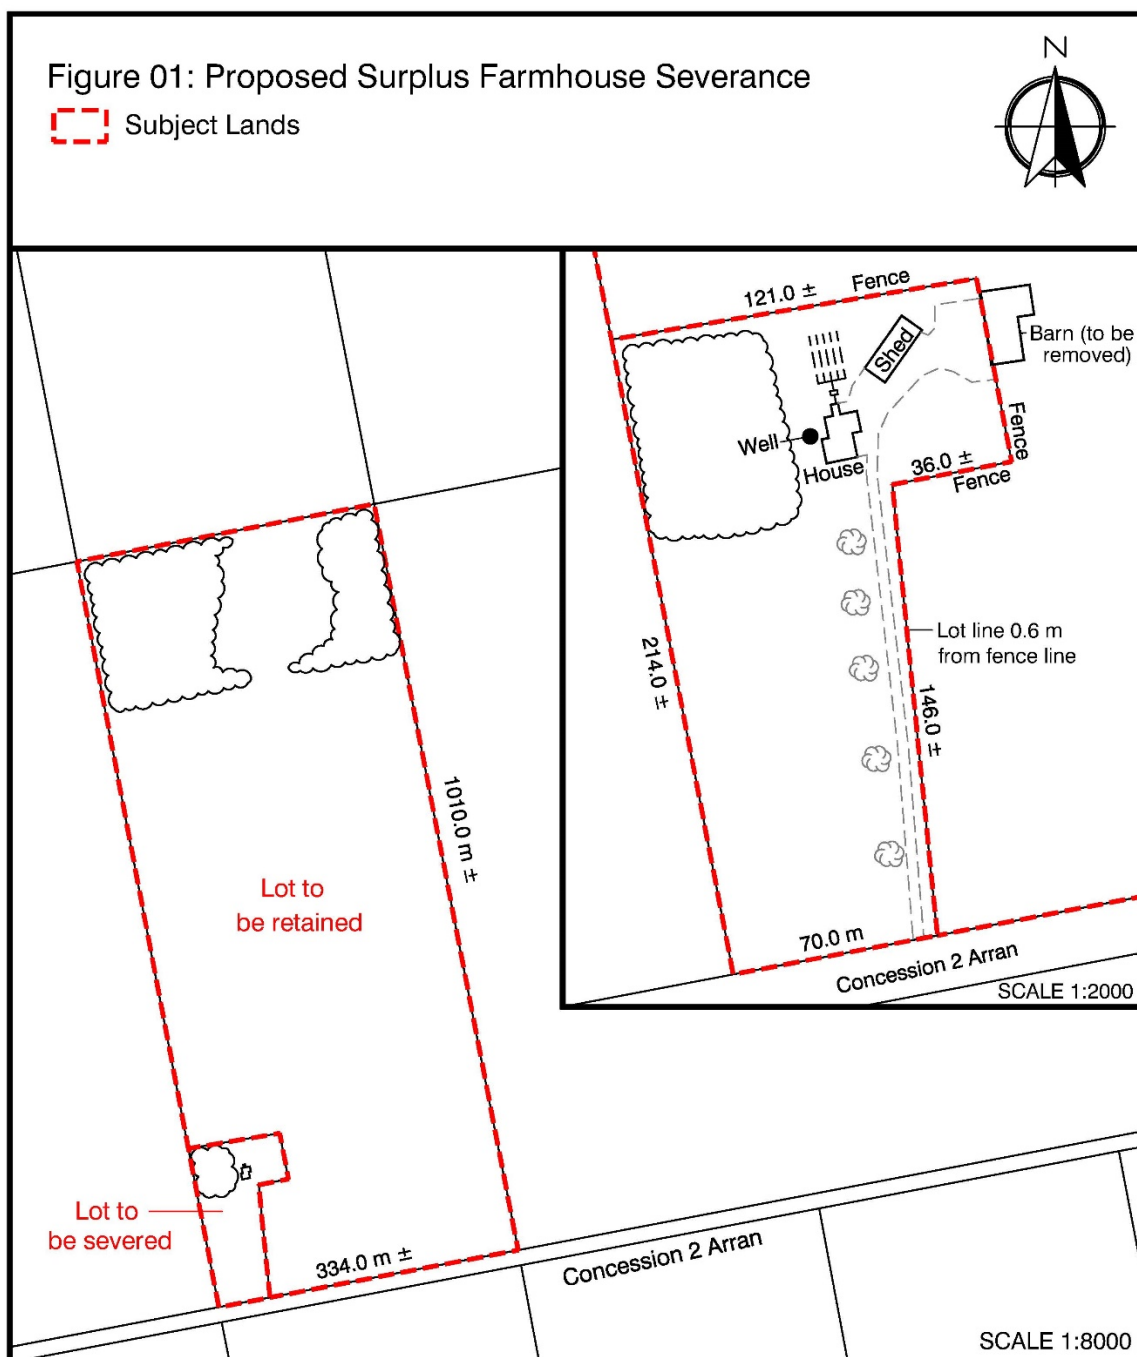 N
Figure 01: Proposed Surplus Farmhouse Severance
Subject Lands
121.0 ±
Fence
Shed
Barn (to be
removed)
Well
House
Fence
36.0 ±
Fence
Lot line 0.6 m
from fence line
214.0 ±
146.0 ±
70.0 m
Concession 2 Arran
SCALE 1:2000
1010.0 m ±
Lot to
be retained
Lot to
be severed
334.0 m ±
Concession 2 Arran
SCALE 1:8000